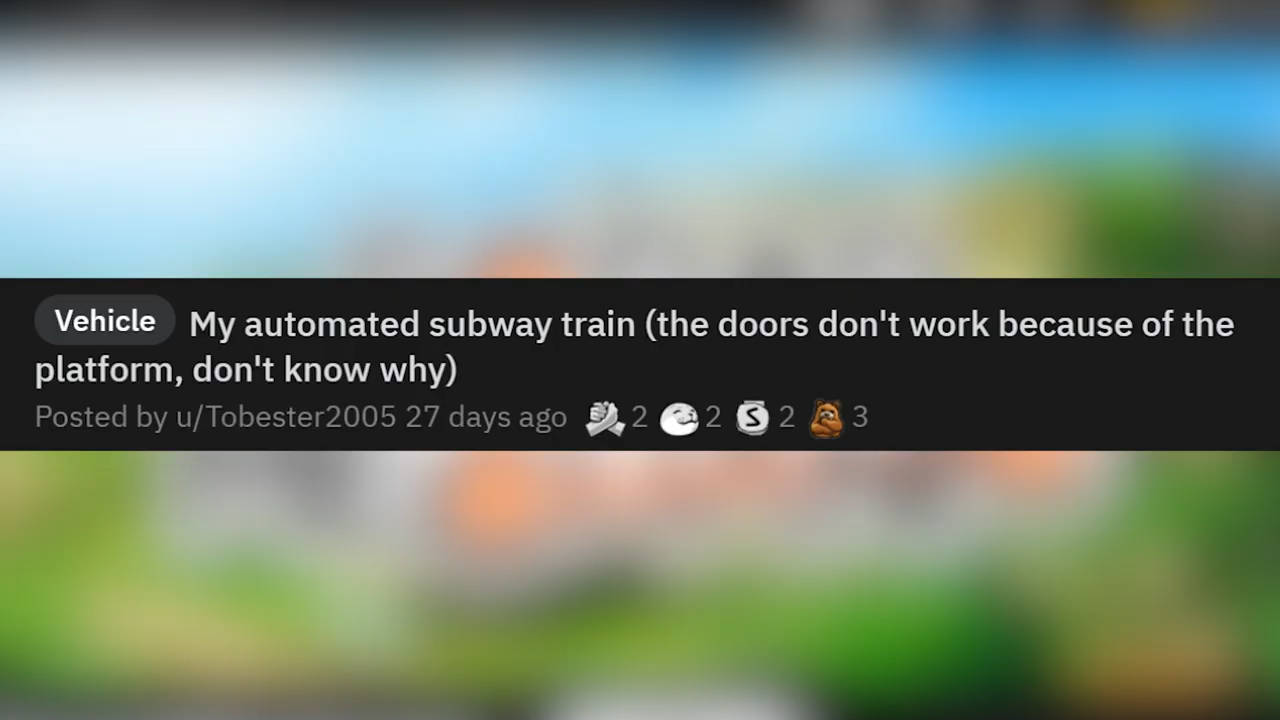 Vehicle My automated subway train (the doors don't work because of the
platform, don't know why)
Posted by u/Tobester2005 27 days ago 2 2 S 2 3